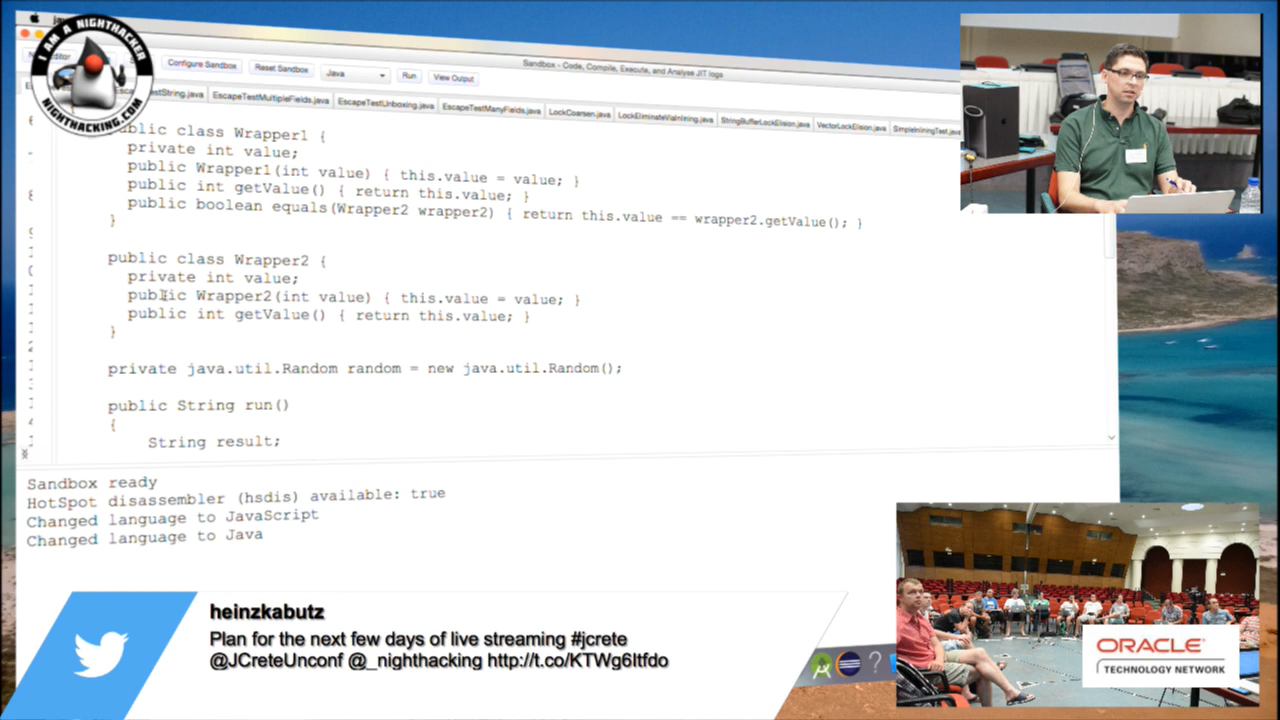 I AM A NIGHTHACKER
NIGHTHACKING.COM
Sandbox - Code, Compile, Execute, and Analyse JIT logs
Configure Sandbox Reset Sandbox Java Run View Output
EscapeTestMultipleFields.java EscapeTestUnboxing.java EscapeTestManyFields.java LockCoarsen.java LockEliminateViaInlining.java StringBufferLockElision.java VectorLockElision.java SimpleInliningTest.java
public class Wrapper1 {
private int value;
public Wrapper1(int value) { this.value = value; }
public int getValue() { return this.value; }
public boolean equals(Wrapper2 wrapper2) { return this.value == wrapper2.getValue(); }
}
public class Wrapper2 {
private int value;
public Wrapper2(int value) { this.value = value; }
public int getValue() { return this.value; }
}
private java.util.Random random = new java.util.Random();
public String run()
{
String result;
Sandbox ready
HotSpot disassembler (hsdis) available: true
Changed language to JavaScript
Changed language to Java
heinzkabutz
Plan for the next few days of live streaming #jcrete
@JCreteUnconf @_nighthacking http://t.co/KTWg6Itfdo
ORACLE
TECHNOLOGY NETWORK